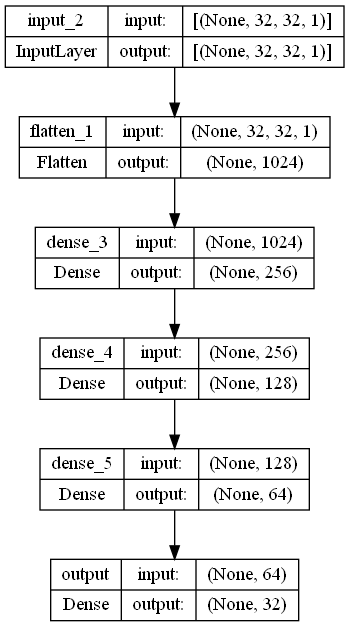 input_2 input: [(None, 32, 32, 1)]
InputLayer output: [(None, 32, 32, 1)]
flatten_1 input: (None, 32, 32, 1)
Flatten output: (None, 1024)
dense_3 input: (None, 1024)
Dense output: (None, 256)
dense_4 input: (None, 256)
Dense output: (None, 128)
dense_5 input: (None, 128)
Dense output: (None, 64)
output input: (None, 64)
Dense output: (None, 32)